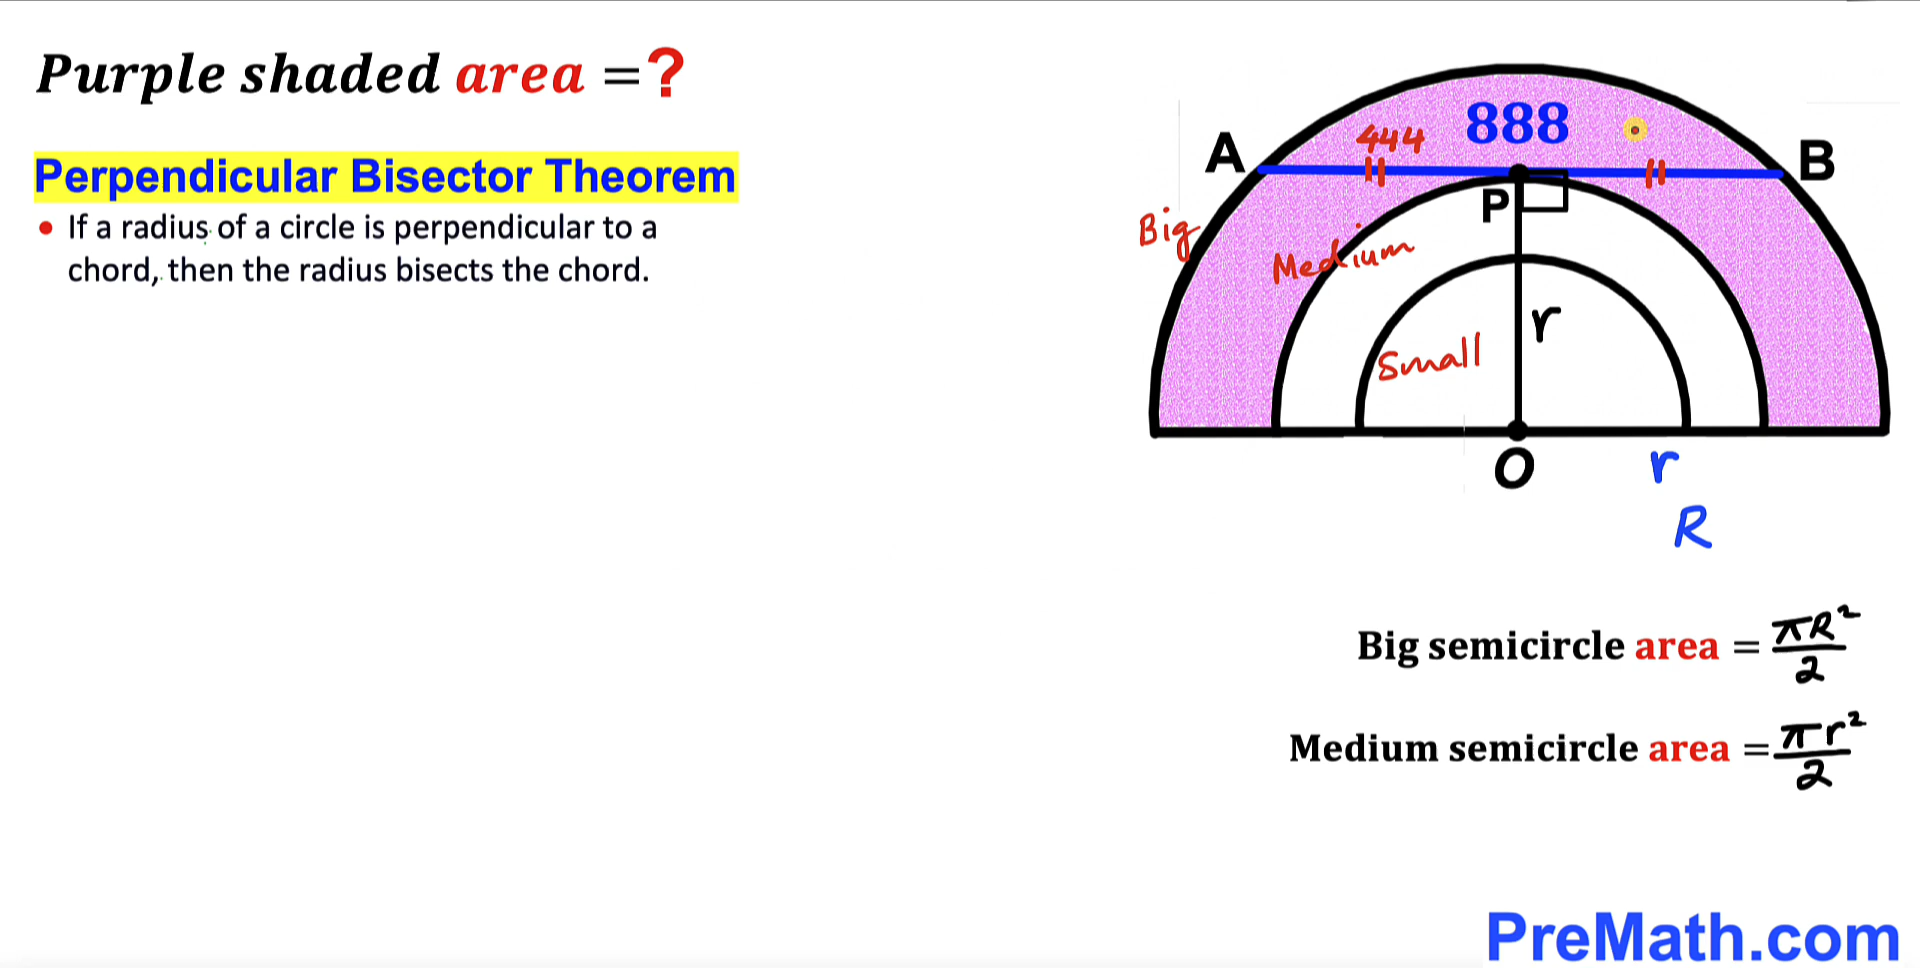 Purple shaded area =?
Perpendicular Bisector Theorem
• If a radius of a circle is perpendicular to a
chord, then the radius bisects the chord.
888
444
A
B
P
Big
Medium
r
Small
O
r
R
Big semicircle area = πR²/2
Medium semicircle area = πr²/2
PreMath.com